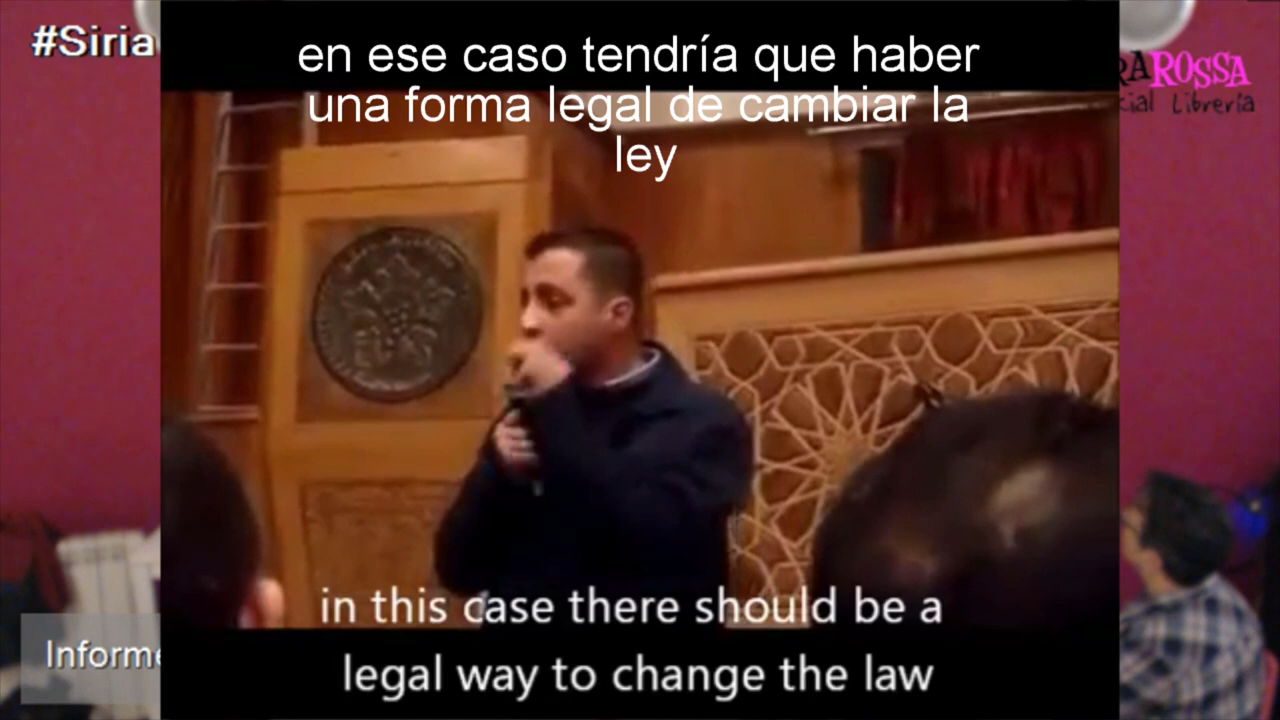 #Siria
en ese caso tendría que haber
una forma legal de cambiar la
ley
ROSSA
Librería
in this case there should be a
legal way to change the law